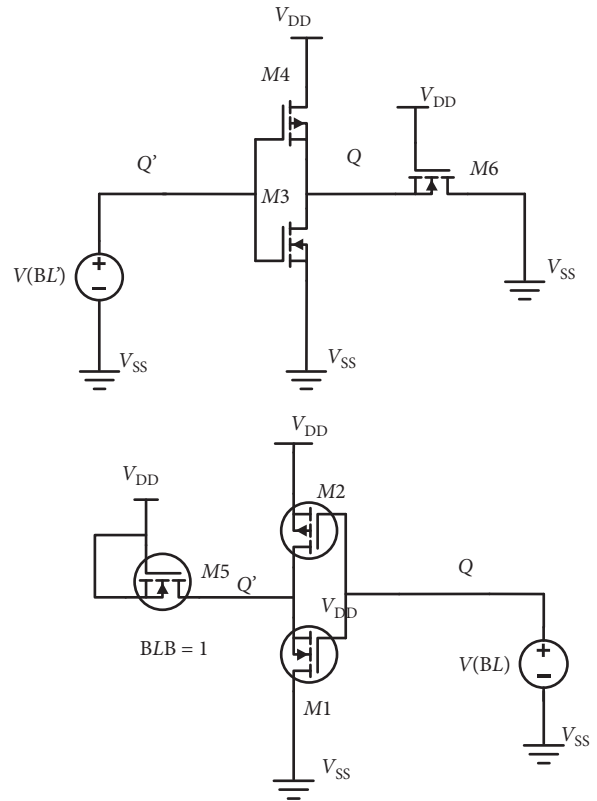 VDD
M4
VDD
Q'
Q
M6
M3
V(BL')
VSS
VSS
VSS
VDD
VDD
M2
M5
Q'
Q
VDD
BLB = 1
V(BL)
M1
VSS
VSS